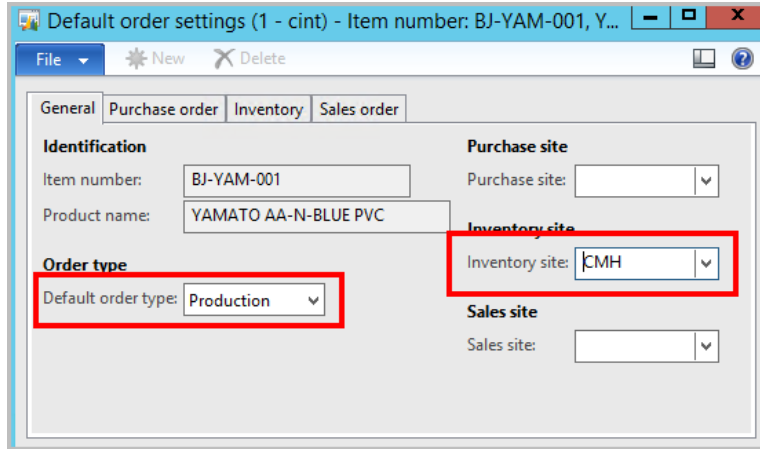 Default order settings (1 - cint) - Item number: BJ-YAM-001, Y...
File New Delete
General Purchase order Inventory Sales order
Identification
Item number: BJ-YAM-001
Product name: YAMATO AA-N-BLUE PVC
Order type
Default order type: Production
Purchase site
Purchase site:
Inventory site
Inventory site: CMH
Sales site
Sales site: